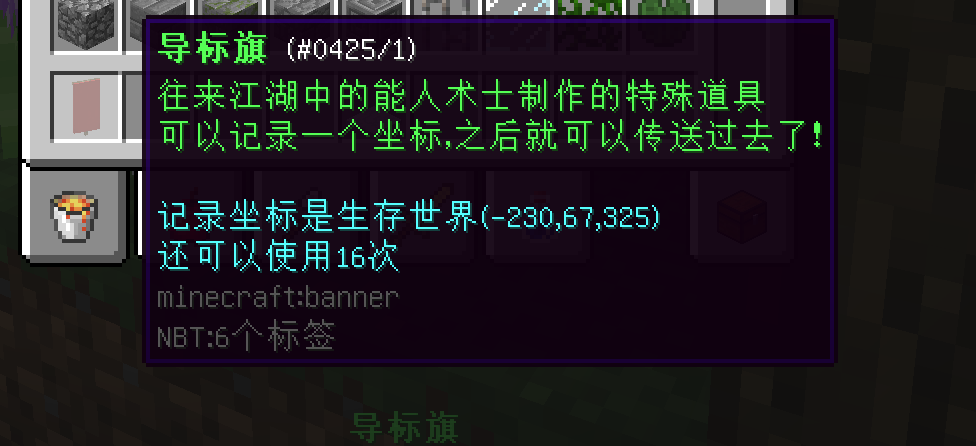 导标旗 (#0425/1)
往来江湖中的能人术士制作的特殊道具
可以记录一个坐标,之后就可以传送过去了!
记录坐标是生存世界(-230,67,325)
还可以使用16次
minecraft:banner
NBT:6个标签
导标旗